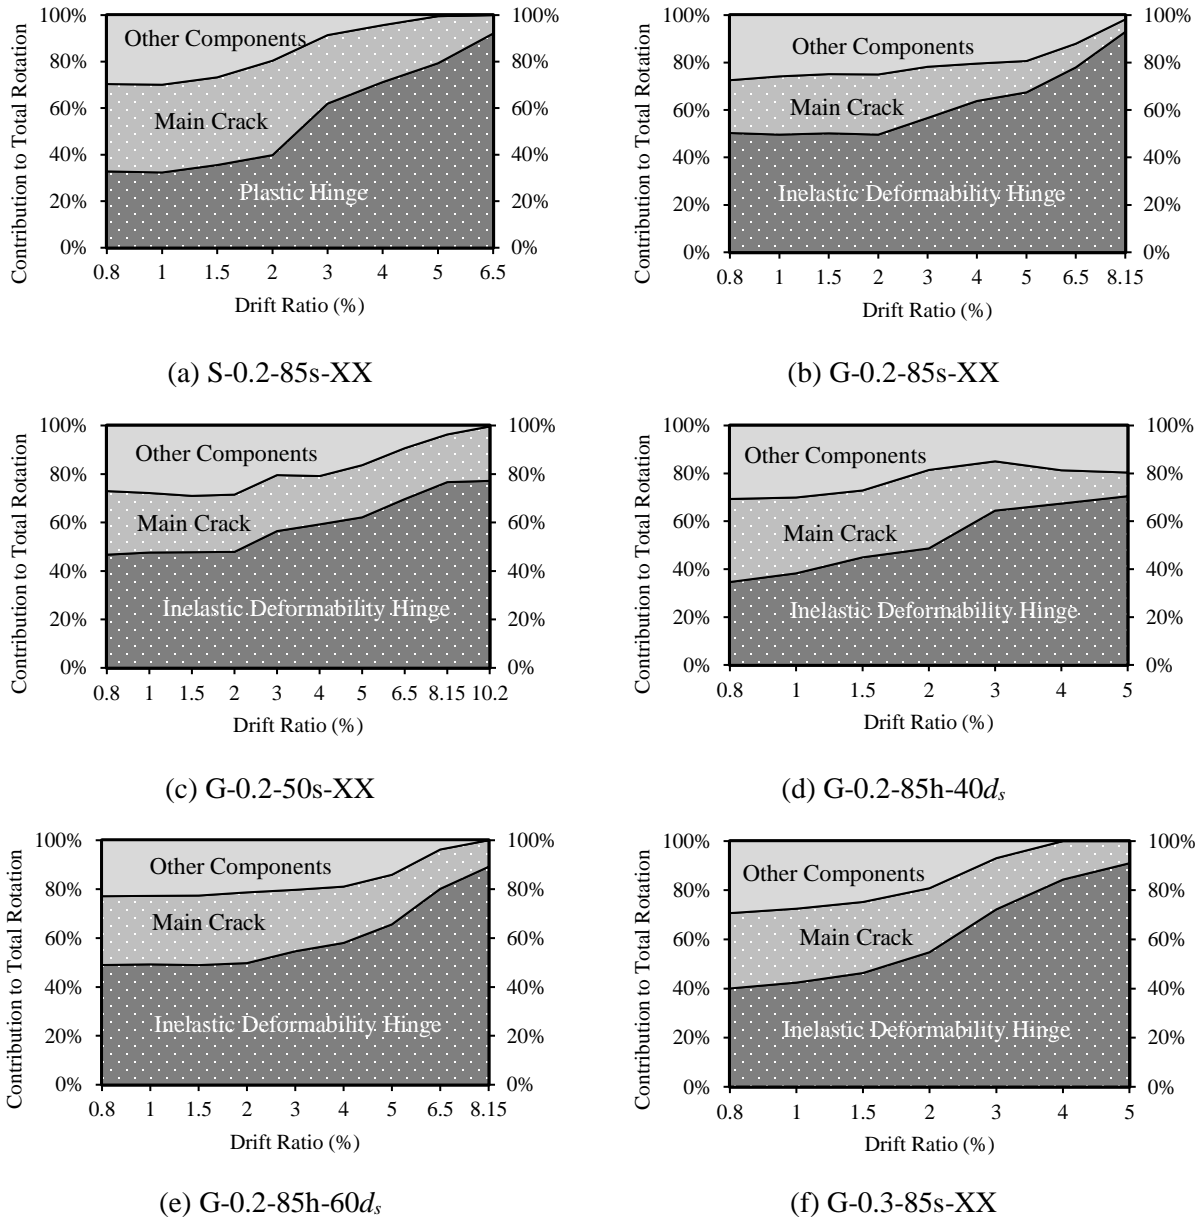 Contribution to Total Rotation
100%
80%
60%
40%
20%
0%
Other Components
Main Crack
Plastic Hinge
100%
80%
60%
40%
20%
0%
0.8 1 1.5 2 3 4 5 6.5
Drift Ratio (%)
(a) S-0.2-85s-XX
Contribution to Total Rotation
100%
80%
60%
40%
20%
0%
Other Components
Main Crack
Inelastic Deformability Hinge
100%
80%
60%
40%
20%
0%
0.8 1 1.5 2 3 4 5 6.5 8.15
Drift Ratio (%)
(b) G-0.2-85s-XX
Contribution to Total Rotation
100%
80%
60%
40%
20%
0%
Other Components
Main Crack
Inelastic Deformability Hinge
100%
80%
60%
40%
20%
0%
0.8 1 1.5 2 3 4 5 6.5 8.15 10.2
Drift Ratio (%)
(c) G-0.2-50s-XX
Contribution to Total Rotation
100%
80%
60%
40%
20%
0%
Other Components
Main Crack
Inelastic Deformability Hinge
100%
80%
60%
40%
20%
0%
0.8 1 1.5 2 3 4 5
Drift Ratio (%)
(d) G-0.2-85h-40ds
Contribution to Total Rotation
100%
80%
60%
40%
20%
0%
Other Components
Main Crack
Inelastic Deformability Hinge
100%
80%
60%
40%
20%
0%
0.8 1 1.5 2 3 4 5 6.5 8.15
Drift Ratio (%)
(e) G-0.2-85h-60ds
Contribution to Total Rotation
100%
80%
60%
40%
20%
0%
Other Components
Main Crack
Inelastic Deformability Hinge
100%
80%
60%
40%
20%
0%
0.8 1 1.5 2 3 4 5
Drift Ratio (%)
(f) G-0.3-85s-XX